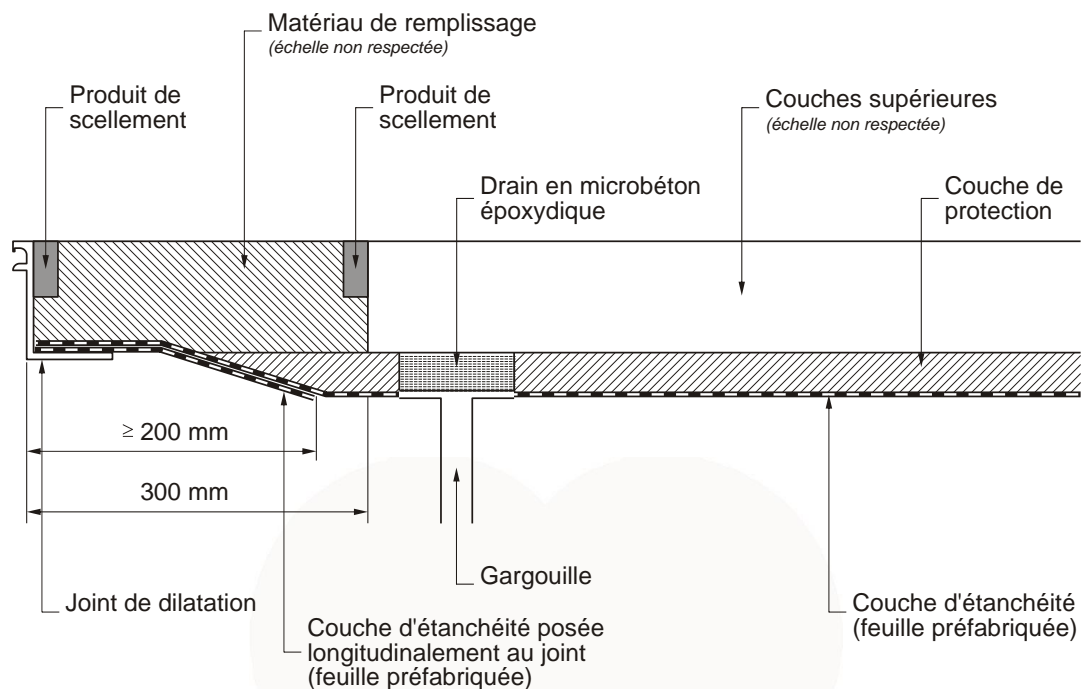 Matériau de remplissage
(échelle non respectée)
Produit de
scellement
Produit de
scellement
Couches supérieures
(échelle non respectée)
Drain en microbéton
époxydique
Couche de
protection
≥ 200 mm
300 mm
Gargouille
Joint de dilatation
Couche d'étanchéité posée
longitudinalement au joint
(feuille préfabriquée)
Couche d'étanchéité
(feuille préfabriquée)